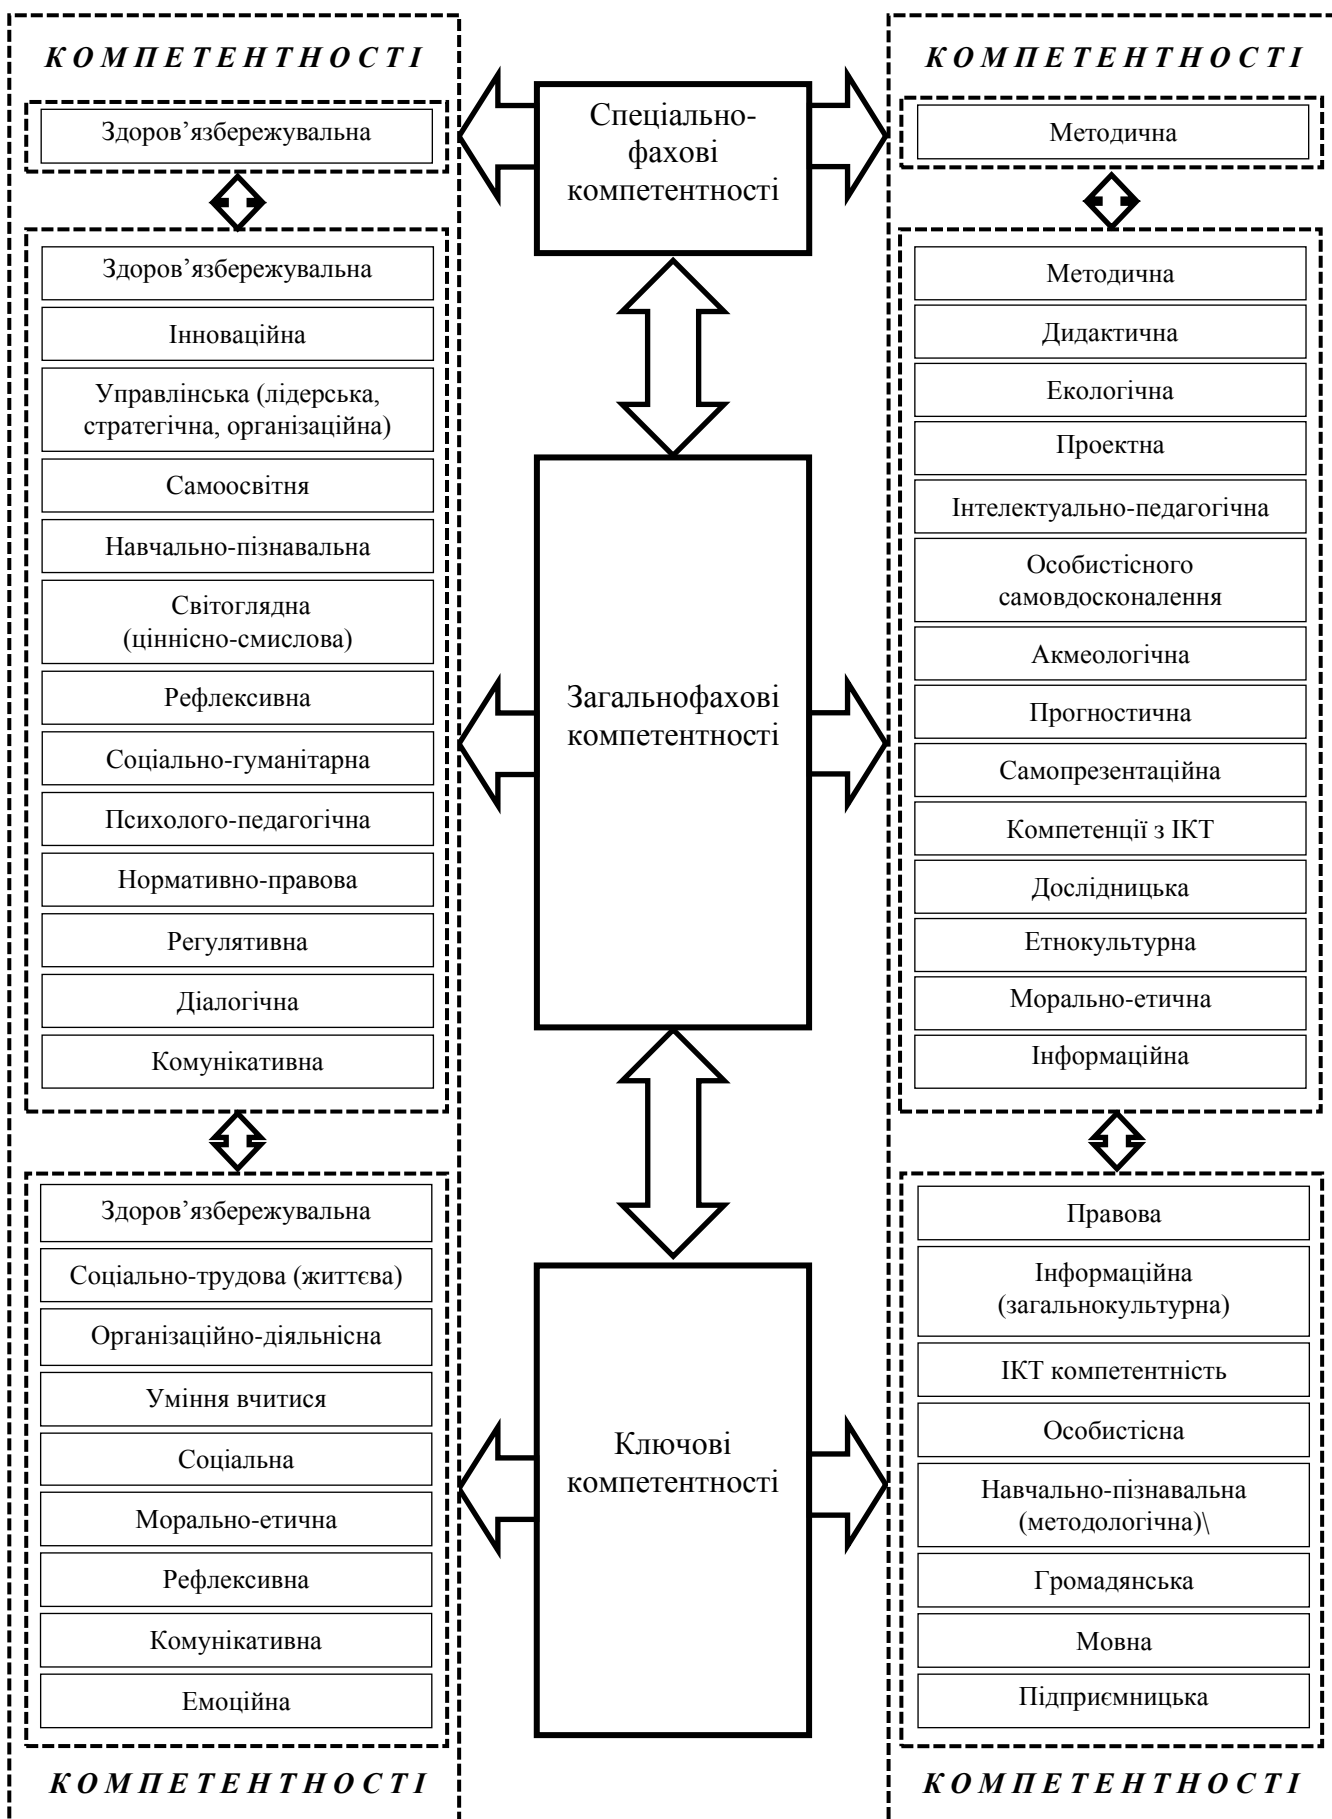 КОМПЕТЕНТНОСТІ
Здоров’язбережувальна
Здоров’язбережувальна
Інноваційна
Управлінська (лідерська,
стратегічна, організаційна)
Самоосвітня
Навчально-пізнавальна
Світоглядна
(ціннісно-смислова)
Рефлексивна
Соціально-гуманітарна
Психолого-педагогічна
Нормативно-правова
Регулятивна
Діалогічна
Комунікативна
Здоров’язбережувальна
Соціально-трудова (життєва)
Організаційно-діяльнісна
Уміння вчитися
Соціальна
Морально-етична
Рефлексивна
Комунікативна
Емоційна
КОМПЕТЕНТНОСТІ
Спеціально-
фахові
компетентності
Загальнофахові
компетентності
Ключові
компетентності
КОМПЕТЕНТНОСТІ
Методична
Методична
Дидактична
Екологічна
Проектна
Інтелектуально-педагогічна
Особистісного
самовдосконалення
Акмеологічна
Прогностична
Самопрезентаційна
Компетенції з ІКТ
Дослідницька
Етнокультурна
Морально-етична
Інформаційна
Правова
Інформаційна
(загальнокультурна)
ІКТ компетентність
Особистісна
Навчально-пізнавальна
(методологічна)\
Громадянська
Мовна
Підприємницька
КОМПЕТЕНТНОСТІ